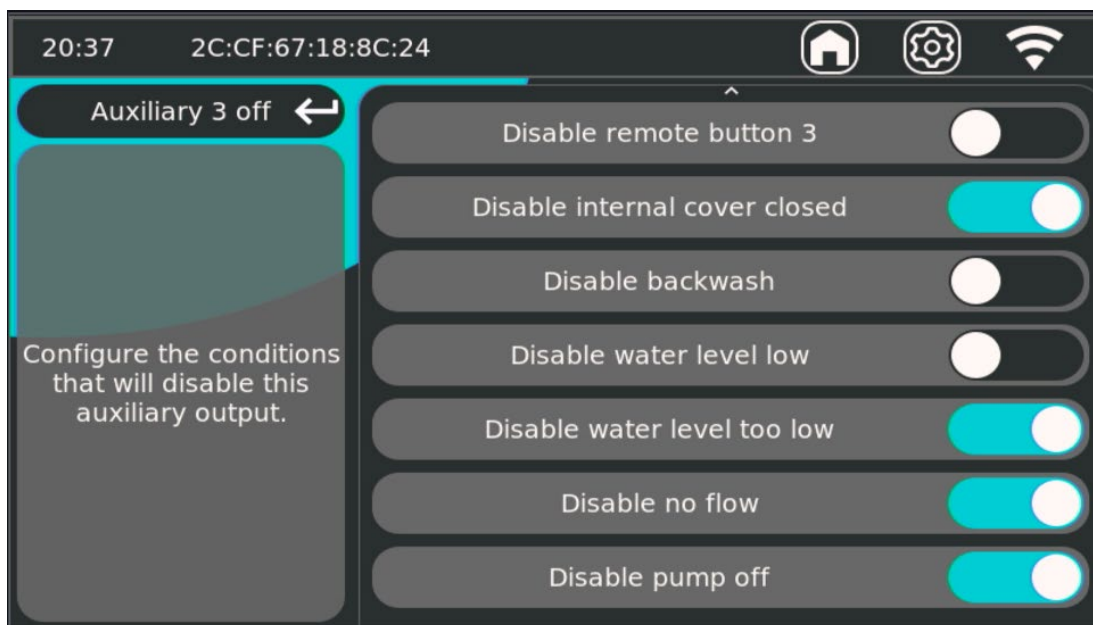 20:37 2C:CF:67:18:8C:24
Auxiliary 3 off
Configure the conditions
that will disable this
auxiliary output.
Disable remote button 3
Disable internal cover closed
Disable backwash
Disable water level low
Disable water level too low
Disable no flow
Disable pump off